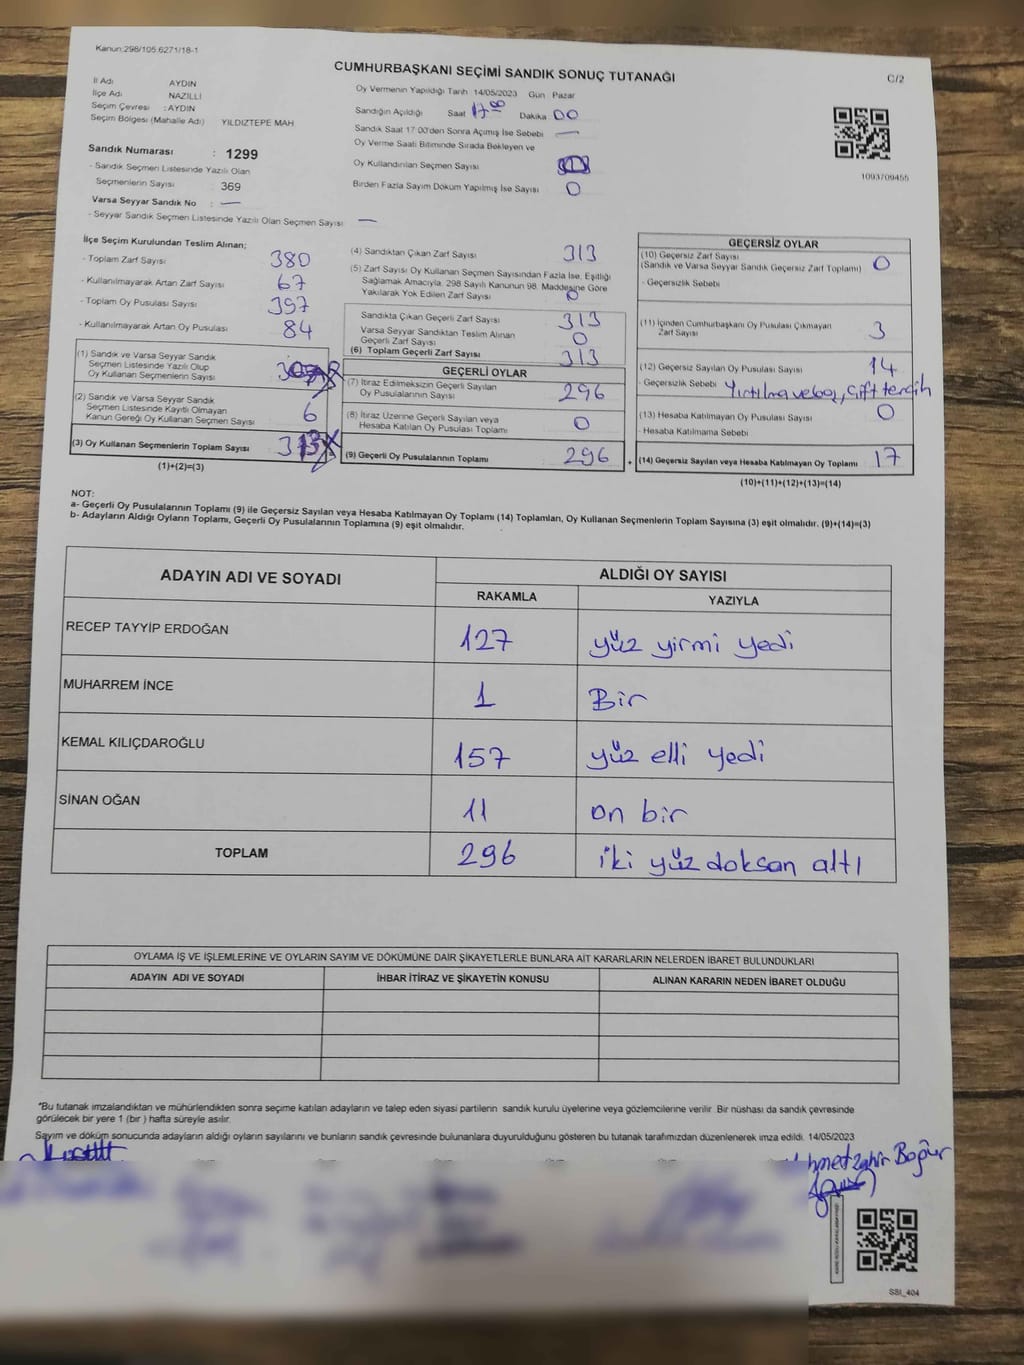 Kanun:298/105 6271/18-1
CUMHURBAŞKANI SEÇİMİ SANDIK SONUÇ TUTANAĞI
C/2
İl Adı AYDIN
İlçe Adı NAZİLLİ
Seçim Çevresi : AYDIN
Seçim Bölgesi (Mahalle Adı) YILDIZTEPE MAH
Sandık Numarası : 1299
- Sandık Seçmen Listesinde Yazılı Olan
Seçmenlerin Sayısı : 369
Varsa Seyyar Sandık No : —
- Seyyar Sandık Seçmen Listesinde Yazılı Olan Seçmen Sayısı —
Oy Vermenin Yapıldığı Tarih 14/05/2023 Gün Pazar
Sandığın Açıldığı Saat 17:00 Dakika 00
Sandık Saat 17 00'den Sonra Açımış İse Sebebi —
Oy Verme Saati Bitiminde Sırada Bekleyen ve
Oy Kullandırılan Seçmen Sayısı
Birden Fazla Sayım Döküm Yapılmış İse Sayısı 0
1093709455
İlçe Seçim Kurulundan Teslim Alınan;
- Toplam Zarf Sayısı 380
- Kullanılmayarak Artan Zarf Sayısı 67
- Toplam Oy Pusulası Sayısı 397
- Kullanılmayarak Artan Oy Pusulası 84
(1) Sandık ve Varsa Seyyar Sandık
Seçmen Listesinde Yazılı Olup
Oy Kullanan Seçmenlerin Sayısı
(2) Sandık ve Varsa Seyyar Sandık
Seçmen Listesinde Kayıtlı Olmayan
Kanun Gereği Oy Kullanan Seçmen Sayısı 6
(3) Oy Kullanan Seçmenlerin Toplam Sayısı 313
(1)+(2)=(3)
(4) Sandıktan Çıkan Zarf Sayısı 313
(5) Zarf Sayısı Oy Kullanan Seçmen Sayısından Fazla İse, Eşitliği
Sağlamak Amacıyla, 298 Sayılı Kanunun 98. Maddesine Göre
Yakılarak Yok Edilen Zarf Sayısı 0
Sandıkta Çıkan Geçerli Zarf Sayısı 313
Varsa Seyyar Sandıktan Teslim Alınan
Geçerli Zarf Sayısı 0
(6) Toplam Geçerli Zarf Sayısı 313
GEÇERLİ OYLAR
(7) İtiraz Edilmeksizin Geçerli Sayılan
Oy Pusulalarının Sayısı 296
(8) İtiraz Üzerine Geçerli Sayılan veya
Hesaba Katılan Oy Pusulası Toplamı 0
(9) Geçerli Oy Pusulalarının Toplamı 296
+
GEÇERSİZ OYLAR
(10) Geçersiz Zarf Sayısı 0
(Sandık ve Varsa Seyyar Sandık Geçersiz Zarf Toplamı)
- Geçersizlik Sebebi
(11) İçinden Cumhurbaşkanı Oy Pusulası Çıkmayan
Zarf Sayısı 3
(12) Geçersiz Sayılan Oy Pusulası Sayısı 14
- Geçersizlik Sebebi Yırtılma ve boş, çift tercih
(13) Hesaba Katılmayan Oy Pusulası Sayısı 0
- Hesaba Katılmama Sebebi
(14) Geçersiz Sayılan veya Hesaba Katılmayan Oy Toplamı 17
(10)+(11)+(12)+(13)=(14)
NOT:
a- Geçerli Oy Pusulalarının Toplamı (9) ile Geçersiz Sayılan veya Hesaba Katılmayan Oy Toplamı (14) Toplamları, Oy Kullanan Seçmenlerin Toplam Sayısına (3) eşit olmalıdır. (9)+(14)=(3)
b- Adayların Aldığı Oyların Toplamı, Geçerli Oy Pusulalarının Toplamına (9) eşit olmalıdır.
ADAYIN ADI VE SOYADI ALDIĞI OY SAYISI
RAKAMLA YAZIYLA
RECEP TAYYİP ERDOĞAN 127 yüz yirmi yedi
MUHARREM İNCE 1 Bir
KEMAL KILIÇDAROĞLU 157 yüz elli yedi
SİNAN OĞAN 11 on bir
TOPLAM 296 iki yüz doksan altı
OYLAMA İŞ VE İŞLEMLERİNE VE OYLARIN SAYIM VE DÖKÜMÜNE DAİR ŞİKAYETLERLE BUNLARA AİT KARARLARIN NELERDEN İBARET BULUNDUKLARI
ADAYIN ADI VE SOYADI İHBAR İTİRAZ VE ŞİKAYETİN KONUSU ALINAN KARARIN NEDEN İBARET OLDUĞU
*Bu tutanak imzalandıktan ve mühürlendikten sonra seçime katılan adayların ve talep eden siyasi partilerin sandık kurulu üyelerine veya gözlemcilerine verilir. Bir nüshası da sandık çevresinde
görülecek bir yere 1 (bir ) hafta süreyle asılır.
Sayım ve döküm sonucunda adayların aldığı oyların sayılarını ve bunların sandık çevresinde bulunanlara duyurulduğunu gösteren bu tutanak tarafımızdan düzenlenerek imza edildi. 14/05/2023
SSİ_404